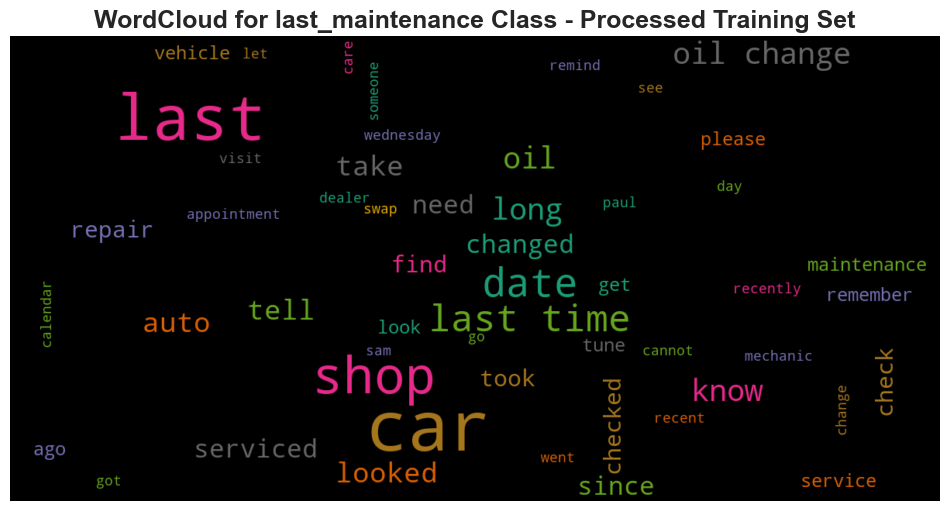 WordCloud for last_maintenance Class - Processed Training Set
vehicle
let
care
someone
remind
oil change
see
last
wednesday
please
visit
take
oil
day
dealer
swap
need
long
paul
appointment
repair
changed
find
date
get
maintenance
recently
remember
calendar
auto
tell
look
last time
go
tune
sam
cannot
mechanic
shop
took
know
check
checked
change
recent
car
ago
serviced
looked
went
since
service
got